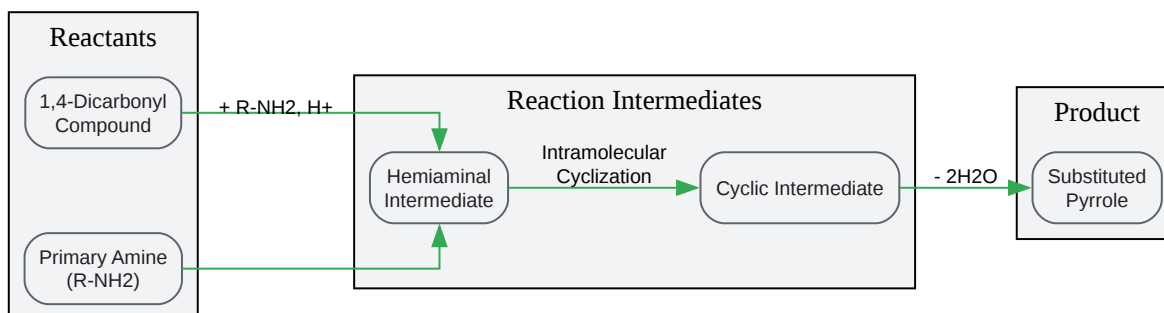 Reactants
1,4-Dicarbonyl
Compound
+ R-NH2, H+
Primary Amine
(R-NH2)
Reaction Intermediates
Hemiaminal
Intermediate
Intramolecular
Cyclization
Cyclic Intermediate
- 2H2O
Product
Substituted
Pyrrole